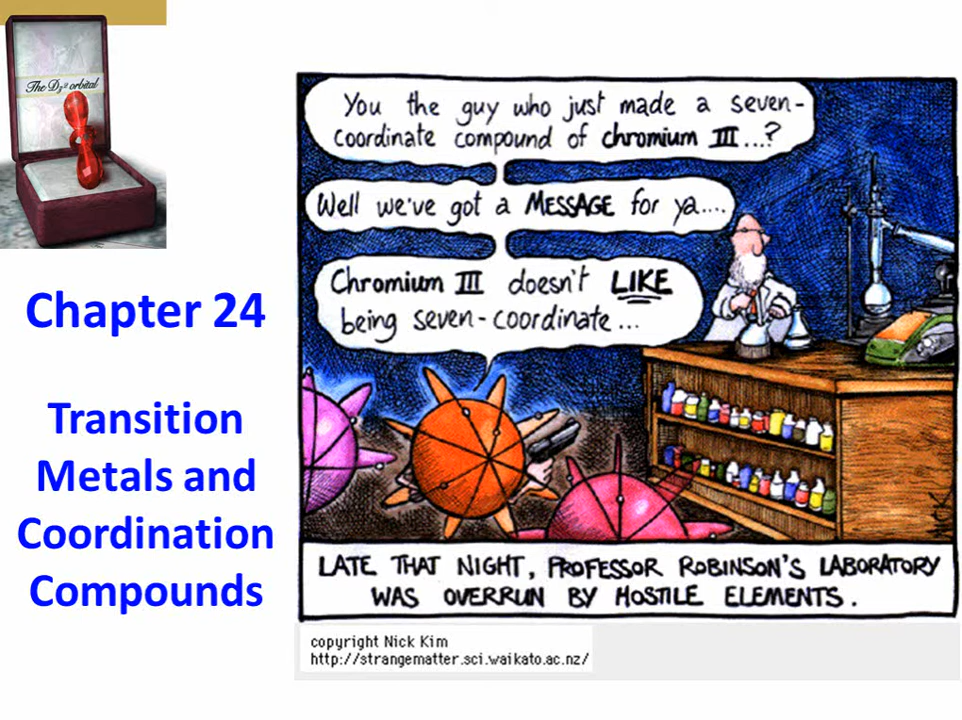 The Dz² orbital
Chapter 24
Transition
Metals and
Coordination
Compounds
You the guy who just made a seven-
coordinate compound of chromium III...?
Well we've got a MESSAGE for ya....
Chromium III doesn't LIKE
being seven-coordinate...
LATE THAT NIGHT, PROFESSOR ROBINSON'S LABORATORY
WAS OVERRUN BY HOSTILE ELEMENTS.
copyright Nick Kim
http://strangematter.sci.waikato.ac.nz/